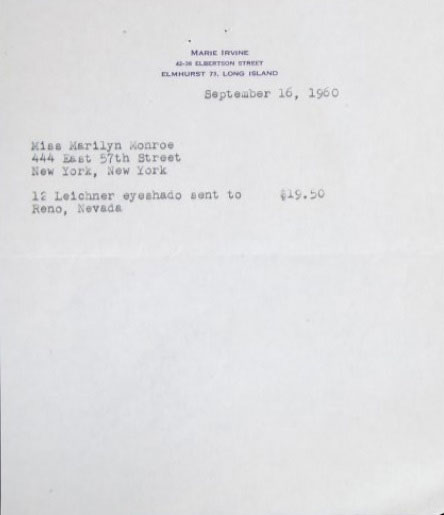 MARIE IRVINE
42-36 ELBERTSON STREET
ELMHURST 73, LONG ISLAND
September 16, 1960
Miss Marilyn Monroe
444 East 57th Street
New York, New York
12 Leichner eyeshado sent to $19.50
Reno, Nevada